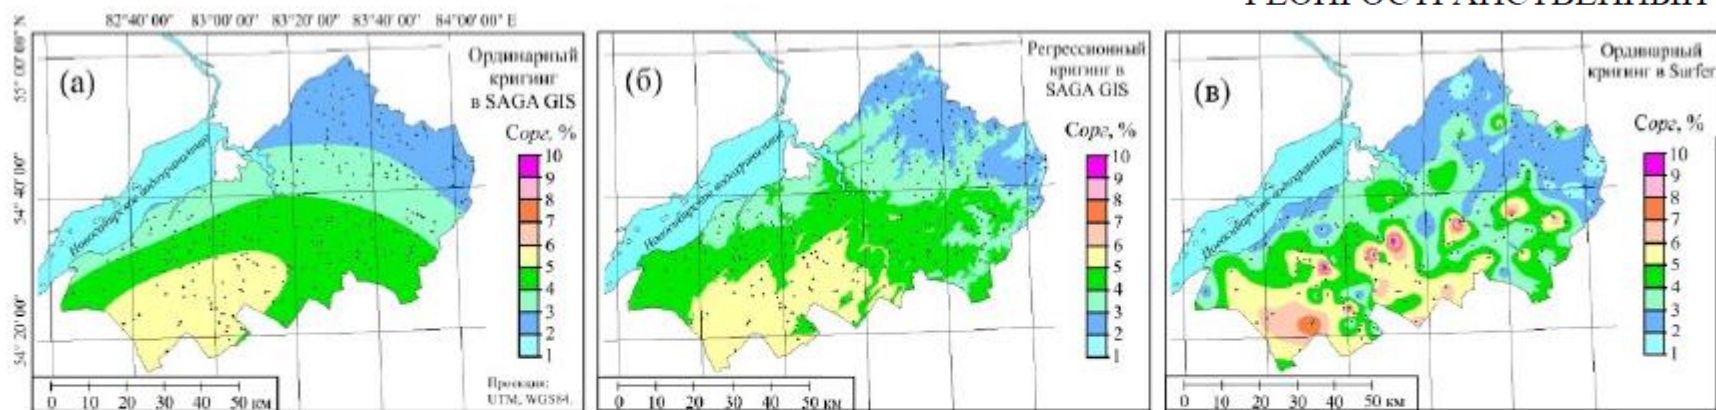 82°40' 00" 83°00' 00" 83°20' 00" 83°40' 00" 84°00' 00" E
55° 00' 00" N
54° 40' 00"
54° 20' 00"
(а)
Ординарный
кригинг
в SAGA GIS
Сорг, %
10
9
8
7
6
5
4
3
2
1
Новосибирское водохранилище
Проекция:
UTM, WGS84.
0 10 20 30 40 50 км
(б)
Регрессионный
кригинг в
SAGA GIS
Сорг, %
10
9
8
7
6
5
4
3
2
1
Новосибирское водохранилище
0 10 20 30 40 50 км
(в)
Ординарный
кригинг в Surfer
Сорг, %
10
9
8
7
6
5
4
3
2
1
Новосибирское водохранилище
0 10 20 30 40 50 км